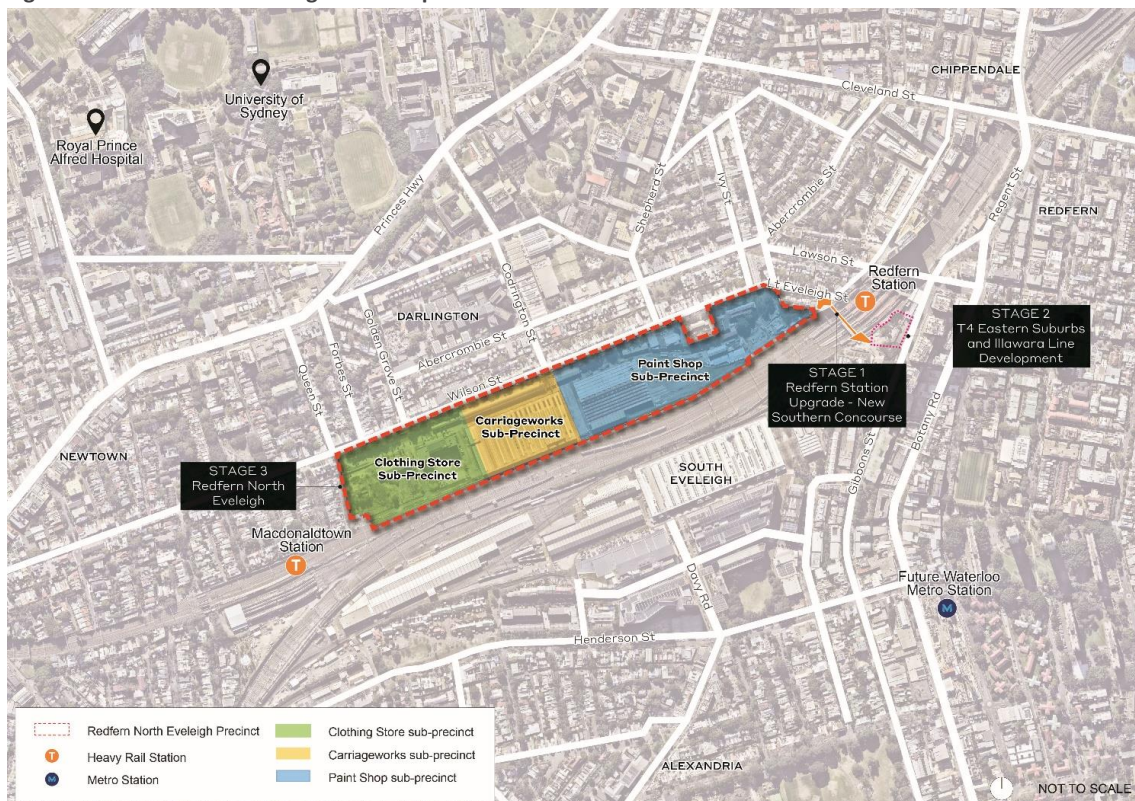 CHIPPENDALE
Cleveland St
University of
Sydney
Royal Prince
Alfred Hospital
Princes Hwy
Shepherd St
Ivy St
Abercrombie St
Regent St
REDFERN
Lawson St
Redfern
Station
T
Lt Eveleigh St
Codrington St
DARLINGTON
Golden Grove St
Forbes St
Queen St
Abercrombie St
Wilson St
STAGE 2
T4 Eastern Suburbs
and Illawara Line
Development
Paint Shop
Sub-Precinct
STAGE 1
Redfern Station
Upgrade - New
Southern Concourse
Carriageworks
Sub-Precinct
Clothing Store
Sub-Precinct
NEWTOWN
STAGE 3
Redfern North
Eveleigh
SOUTH
EVELEIGH
Gibbons St
Botany Rd
Macdonaldtown
Station
T
Davy Rd
Future Waterloo
Metro Station
M
Henderson St
ALEXANDRIA
Redfern North Eveleigh Precinct
T Heavy Rail Station
M Metro Station
Clothing Store sub-precinct
Carriageworks sub-precinct
Paint Shop sub-precinct
NOT TO SCALE